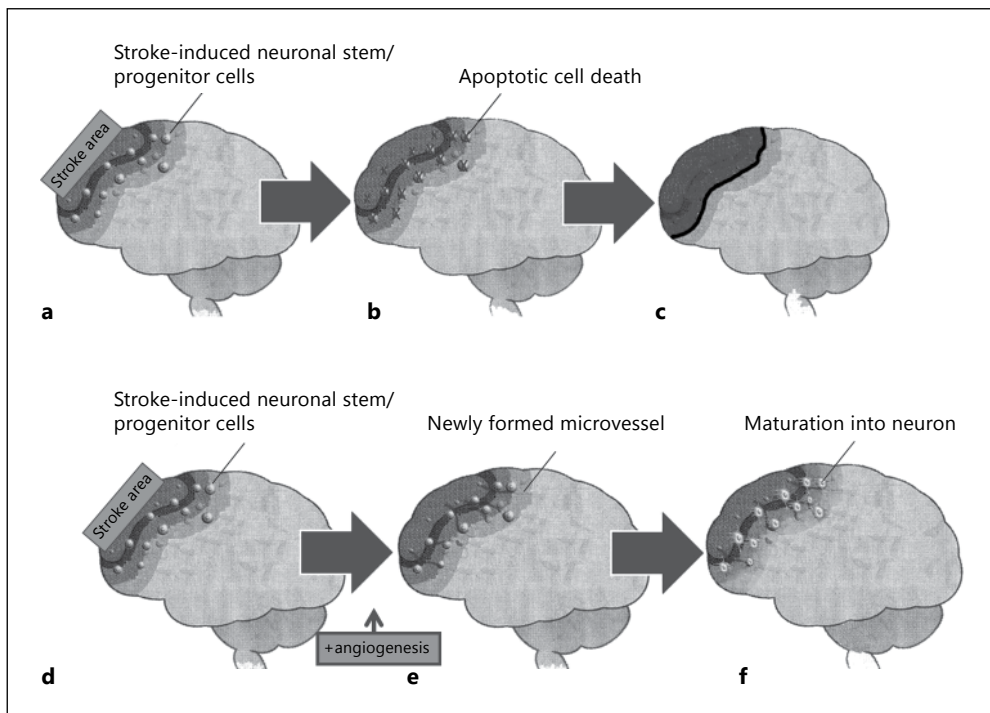 Stroke-induced neuronal stem/
progenitor cells
Apoptotic cell death
Stroke area
a
b
c
Stroke-induced neuronal stem/
progenitor cells
Newly formed microvessel
Maturation into neuron
Stroke area
+angiogenesis
d
e
f